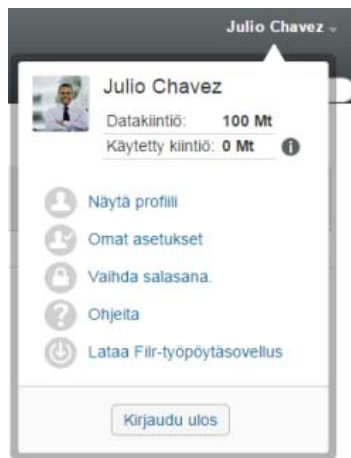 Julio Chavez
Julio Chavez
Datakiintiö: 100 Mt
Käytetty kiintiö: 0 Mt
Näytä profiili
Omat asetukset
Vaihda salasana.
Ohjeita
Lataa Filr-työpöytäsovellus
Kirjaudu ulos